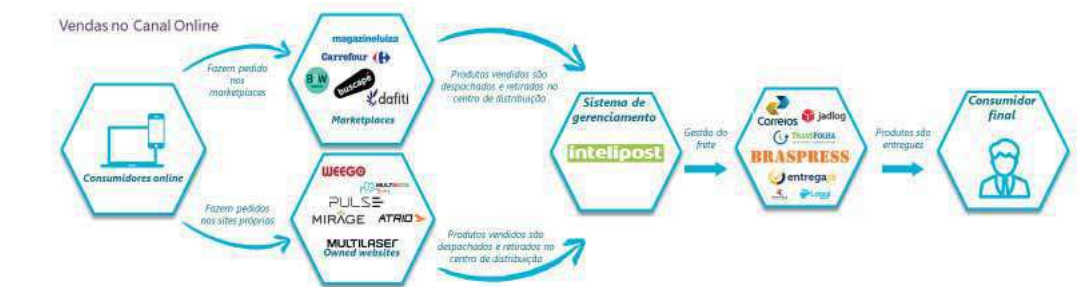 Vendas no Canal Online
Consumidores online
Fazem pedido
nos
marketplaces
magazineluiza
Carrefour
B W
buscapé
dafiti
Marketplaces
Produtos vendidos são
despachados e retirados no
centro de distribuição
Fazem pedidos
nos sites próprios
WEEGO
PULSE
MIRAGE ATRIO
MULTILASER
Owned websites
Produtos vendidos são
despachados e retirados no
centro de distribuição
Sistema de
gerenciamento
intelipost
Gestão do
frete
Correios jadlog
TRANSFOLHA
BRASPRESS
entrega
Loggi
Produtos são
entregues
Consumidor
final